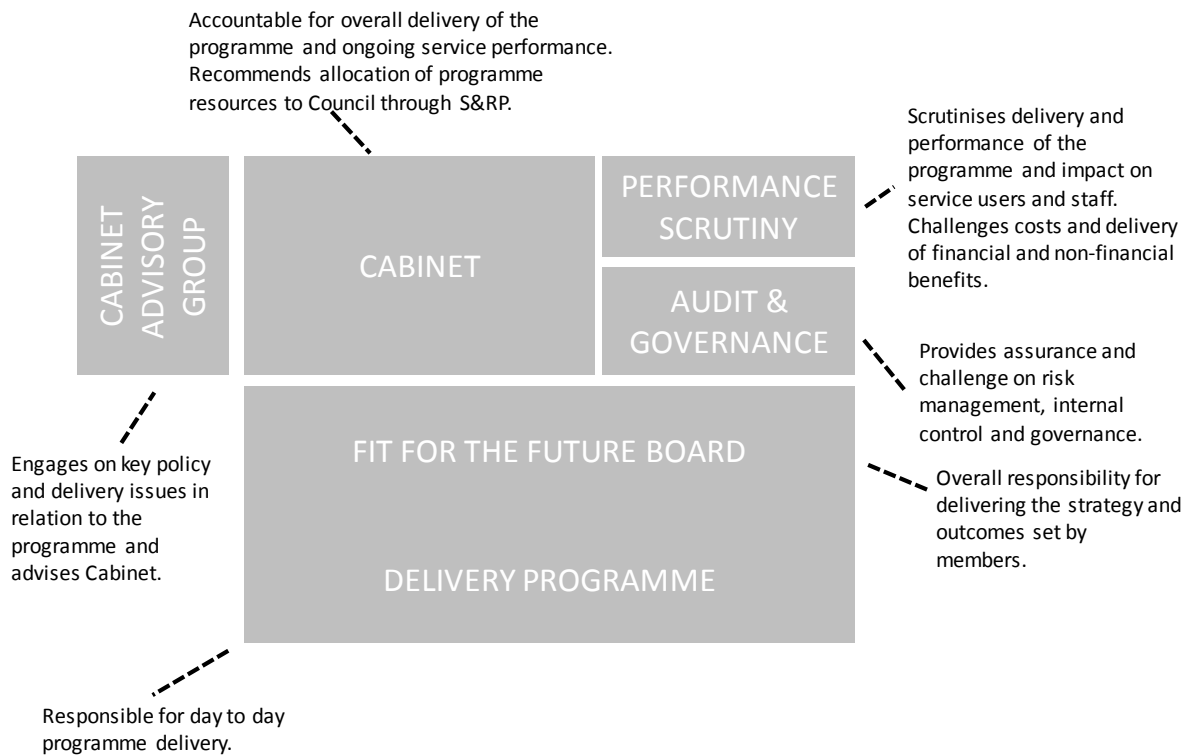 Accountable for overall delivery of the
programme and ongoing service performance.
Recommends allocation of programme
resources to Council through S&RP.
CABINET
ADVISORY
GROUP
CABINET
PERFORMANCE
SCRUTINY
AUDIT &
GOVERNANCE
Scrutinises delivery and
performance of the
programme and impact on
service users and staff.
Challenges costs and delivery
of financial and non-financial
benefits.
Provides assurance and
challenge on risk
management, internal
control and governance.
FIT FOR THE FUTURE BOARD
Engages on key policy
and delivery issues in
relation to the
programme and
advises Cabinet.
Overall responsibility for
delivering the strategy and
outcomes set by
members.
DELIVERY PROGRAMME
Responsible for day to day
programme delivery.